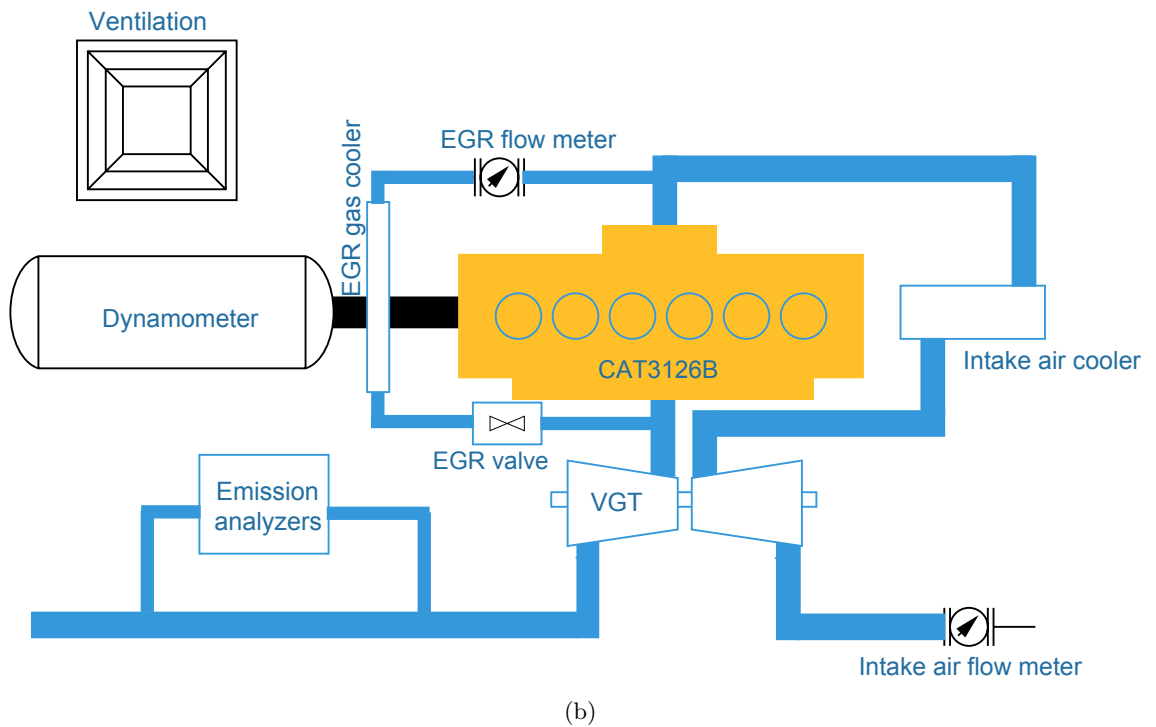 Ventilation
EGR flow meter
EGR gas cooler
Dynamometer
CAT3126B
Intake air cooler
EGR valve
Emission
analyzers
VGT
Intake air flow meter
(b)